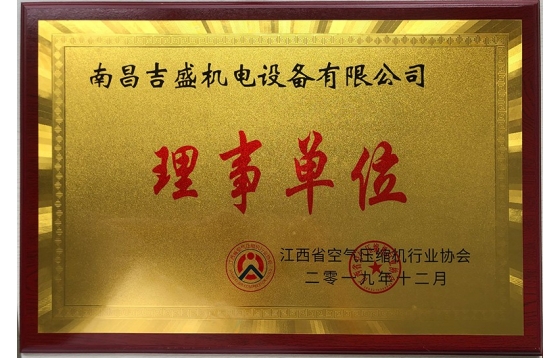 南昌吉盛机电设备有限公司
理事单位
江西省空气压缩机行业协会
二零一九年十二月